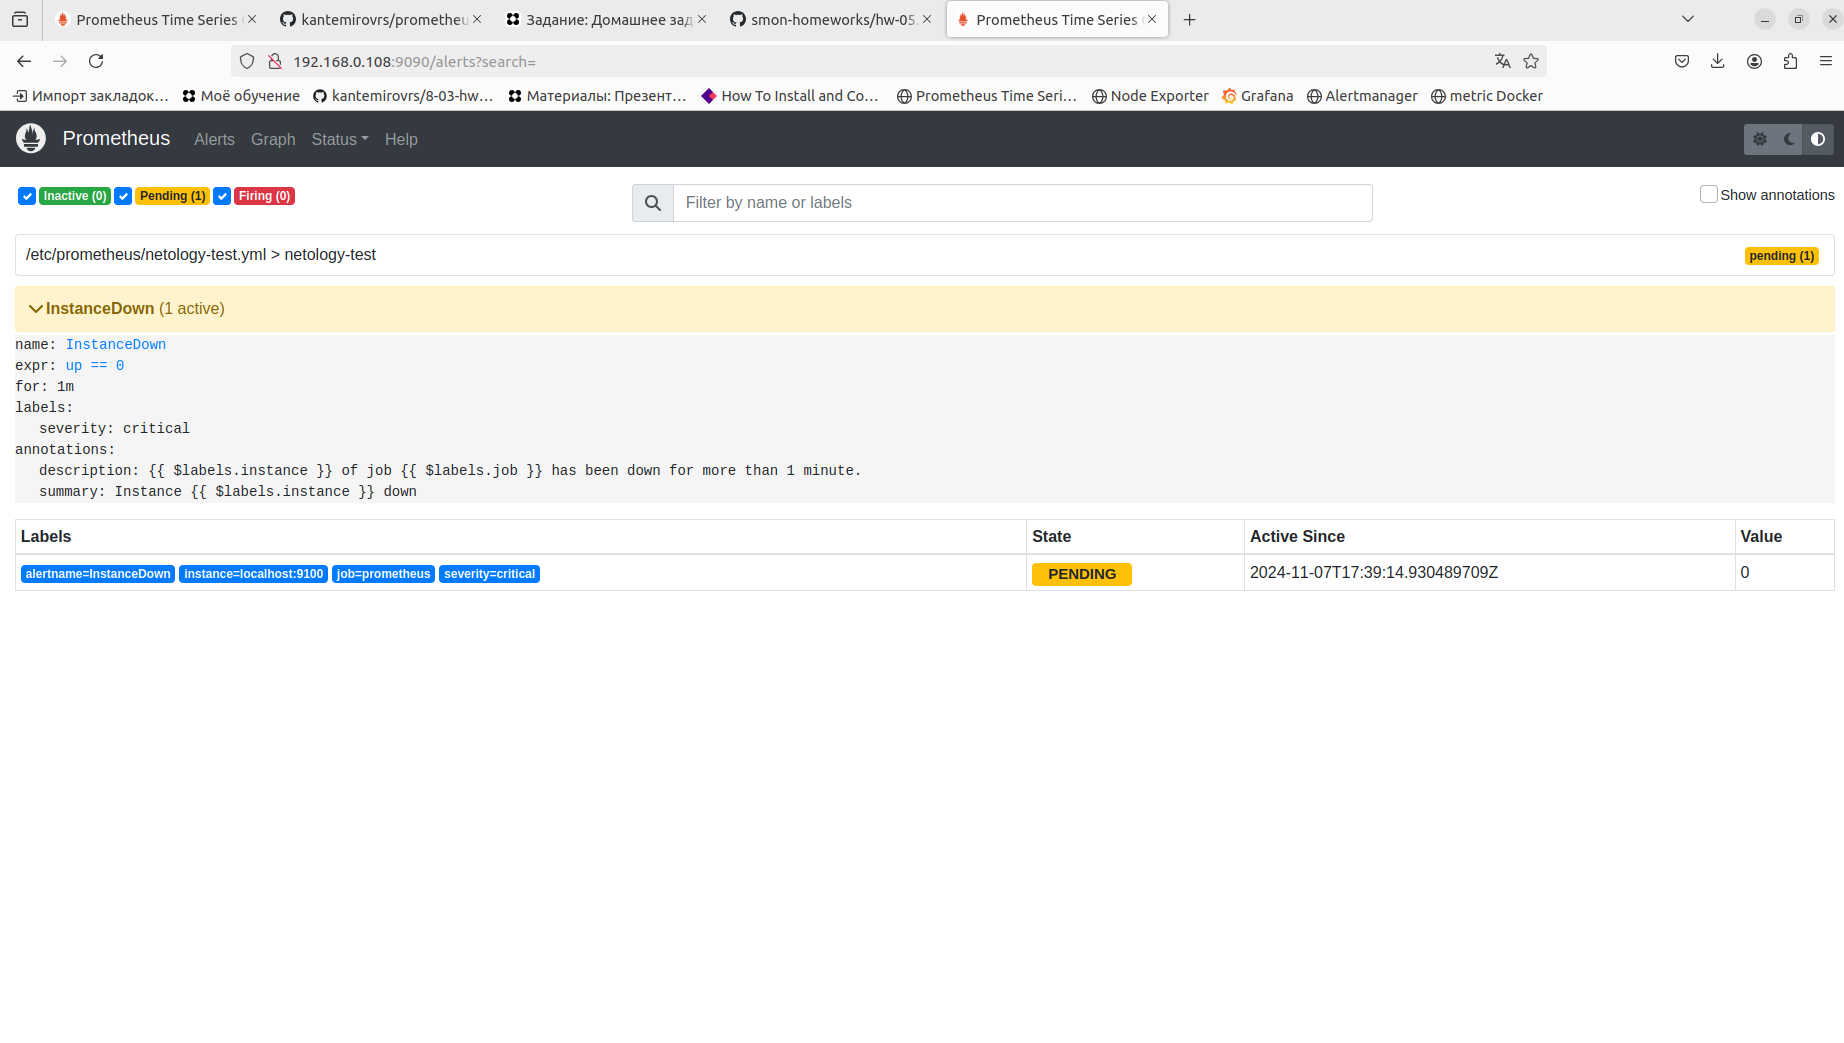 Prometheus Time Series
kantemirovrs/prometheu
Задание: Домашнее зад
smon-homeworks/hw-05.
Prometheus Time Series
192.168.0.108:9090/alerts?search=
Импорт закладок…
Моё обучение
kantemirovrs/8-03-hw…
Материалы: Презент…
How To Install and Co…
Prometheus Time Seri…
Node Exporter
Grafana
Alertmanager
metric Docker
Prometheus Alerts Graph Status Help
Inactive (0) Pending (1) Firing (0)
Filter by name or labels
Show annotations
/etc/prometheus/netology-test.yml > netology-test
pending (1)
InstanceDown (1 active)
name: InstanceDown
expr: up == 0
for: 1m
labels:
severity: critical
annotations:
description: {{ $labels.instance }} of job {{ $labels.job }} has been down for more than 1 minute.
summary: Instance {{ $labels.instance }} down
Labels State Active Since Value
alertname=InstanceDown instance=localhost:9100 job=prometheus severity=critical PENDING 2024-11-07T17:39:14.930489709Z 0